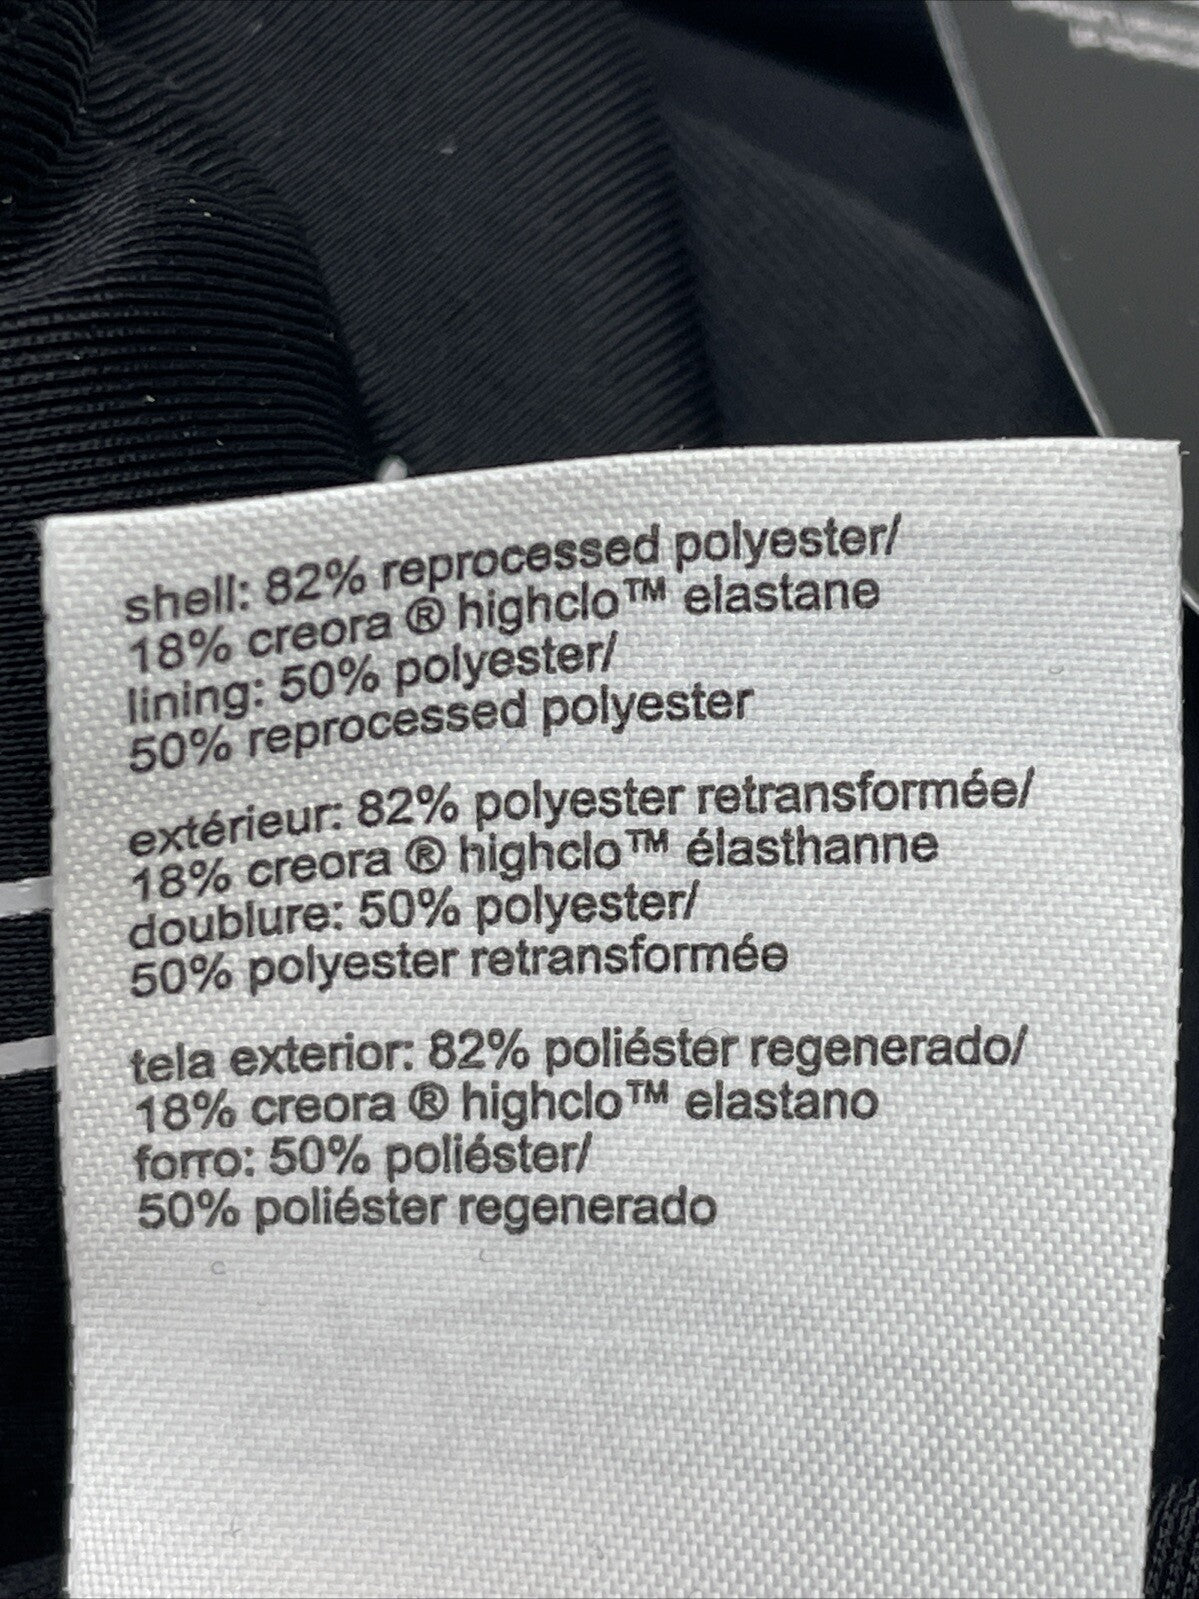 shell: 82% reprocessed polyester/
18% creora ® highclo™ elastane
lining: 50% polyester/
50% reprocessed polyester
extérieur: 82% polyester retransformée/
18% creora ® highclo™ élasthanne
doublure: 50% polyester/
50% polyester retransformée
tela exterior: 82% poliéster regenerado/
18% creora ® highclo™ elastano
forro: 50% poliéster/
50% poliéster regenerado